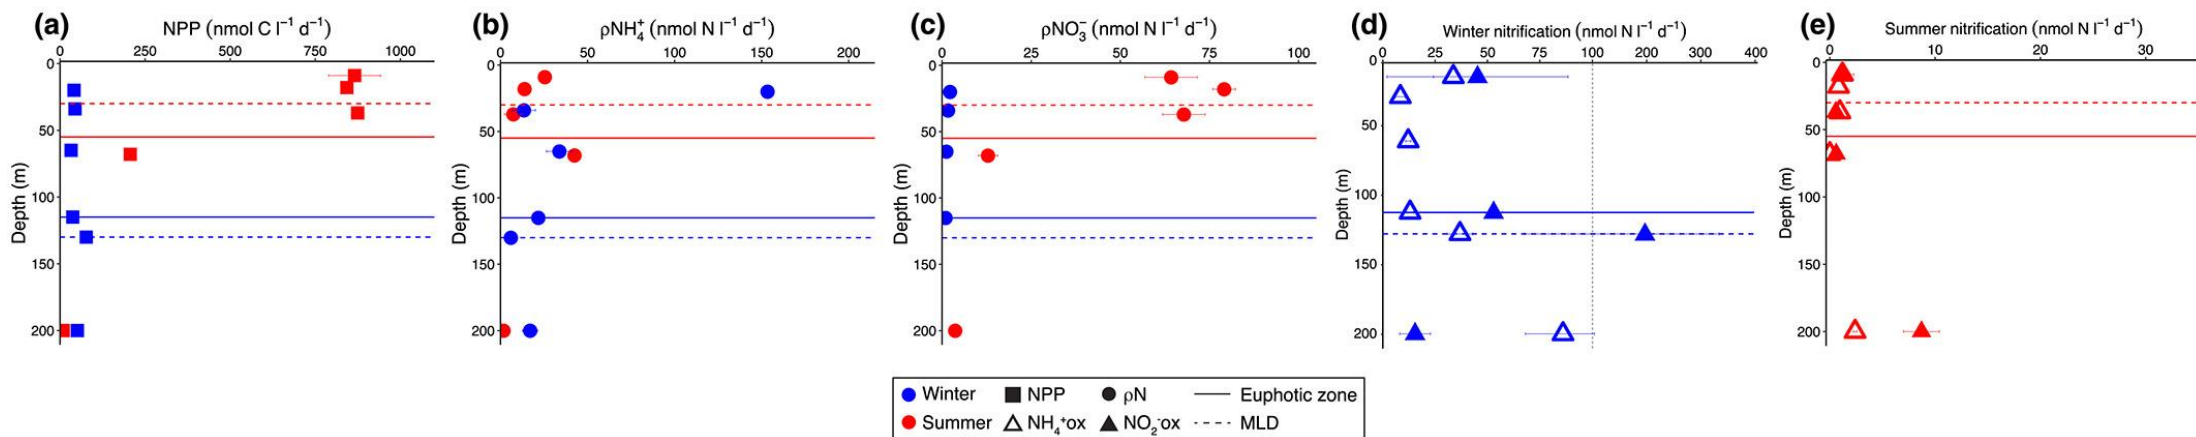 (a) NPP (nmol C l⁻¹ d⁻¹)
0 250 500 750 1000
Depth (m)
0
50
100
150
200
(b) ρNH₄⁺ (nmol N l⁻¹ d⁻¹)
0 50 100 150 200
Depth (m)
0
50
100
150
200
(c) ρNO₃⁻ (nmol N l⁻¹ d⁻¹)
0 25 50 75 100
Depth (m)
0
50
100
150
200
(d) Winter nitrification (nmol N l⁻¹ d⁻¹)
0 25 50 75 100 200 300 400
Depth (m)
0
50
100
150
200
(e) Summer nitrification (nmol N l⁻¹ d⁻¹)
0 10 20 30
Depth (m)
0
50
100
150
200
Winter NPP ρN Euphotic zone
Summer NH₄⁺ox NO₂⁻ox MLD